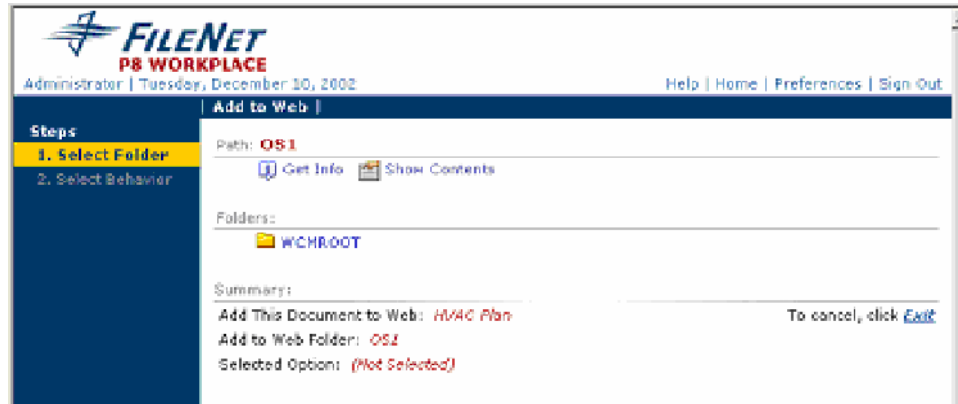 FILENET
P8 WORKPLACE
Administrator | Tuesday, December 10, 2002
Help | Home | Preferences | Sign Out
| Add to Web |
Steps
1. Select Folder
2. Select Behavior
Path: OS1
Get Info Show Contents
Folders:
WCMROOT
Summary:
Add This Document to Web: HVAC Plan
To cancel, click Exit
Add to Web Folder: OS1
Selected Option: (Not Selected)